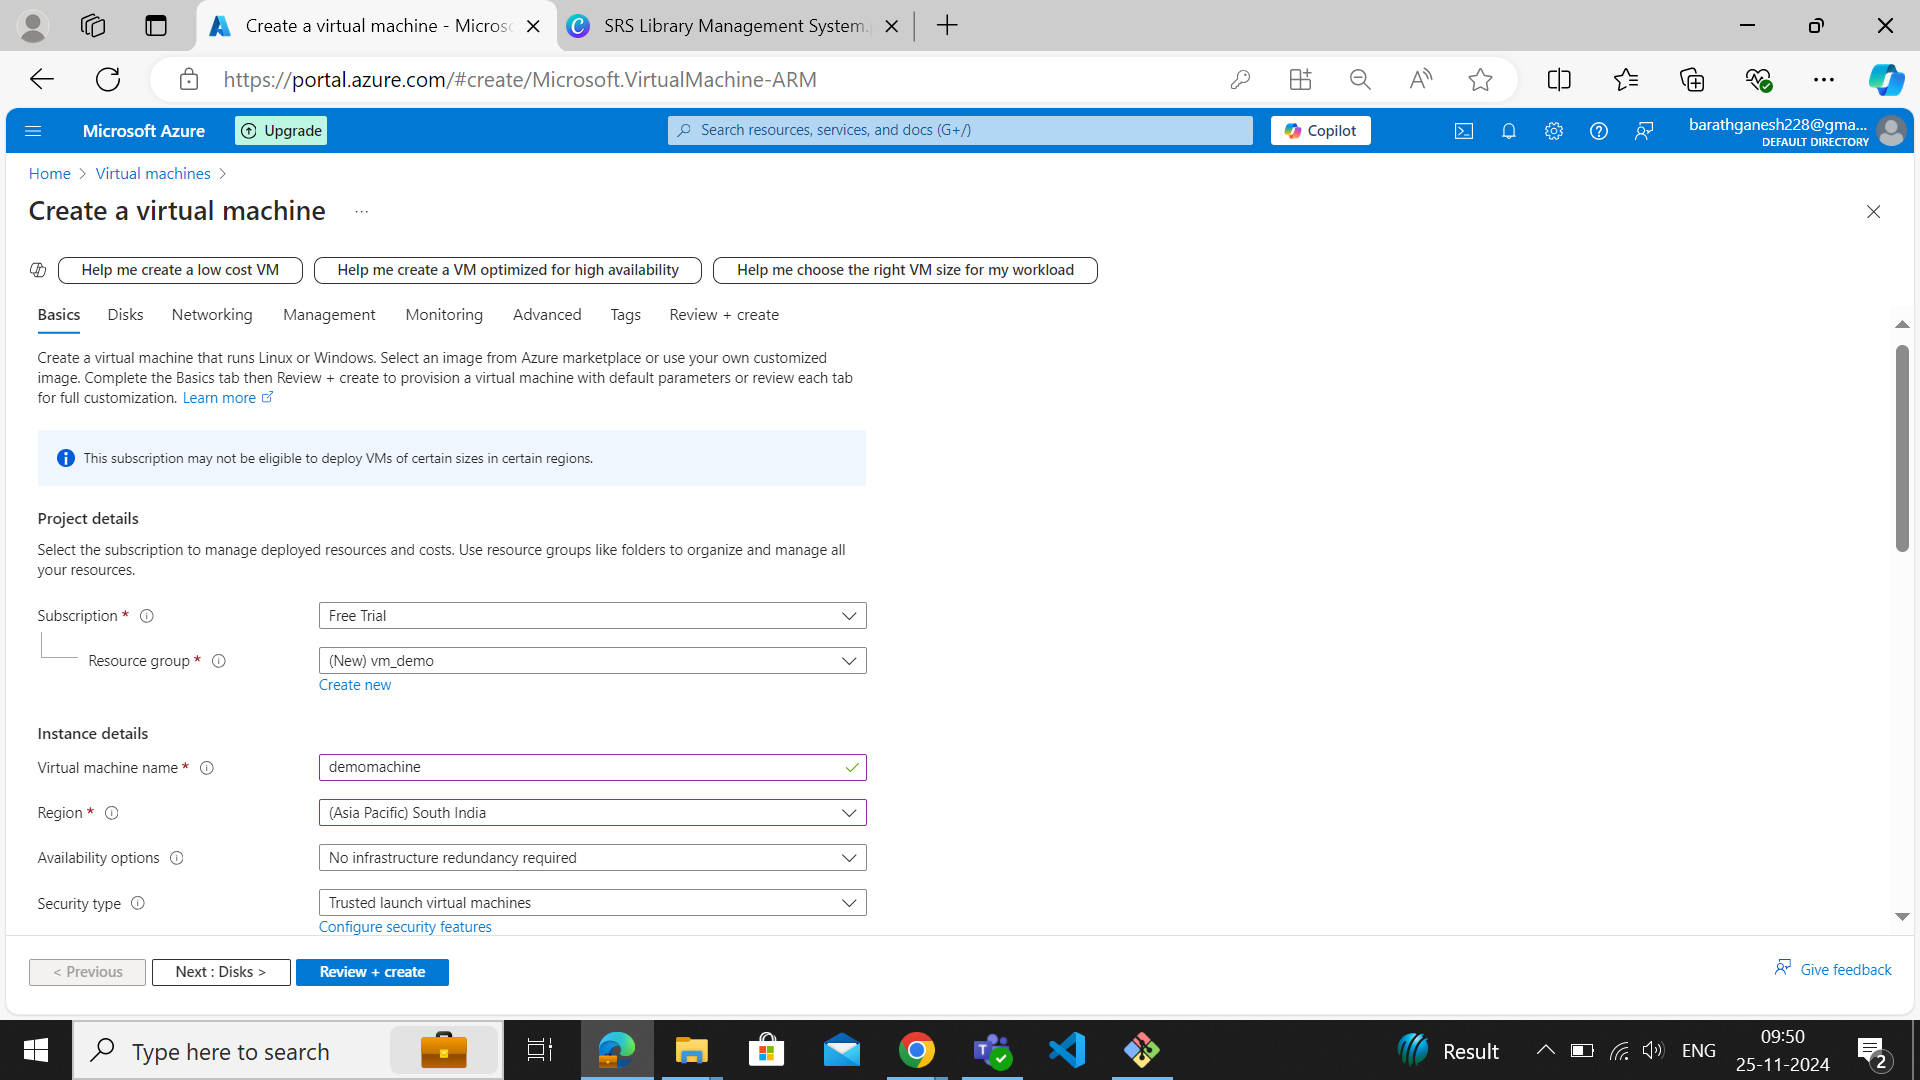 Create a virtual machine - Micros
SRS Library Management System.
https://portal.azure.com/#create/Microsoft.VirtualMachine-ARM
Microsoft Azure
Upgrade
Search resources, services, and docs (G+/)
Copilot
barathganesh228@gma...
DEFAULT DIRECTORY
Home
Virtual machines
Create a virtual machine
...
Help me create a low cost VM
Help me create a VM optimized for high availability
Help me choose the right VM size for my workload
Basics
Disks
Networking
Management
Monitoring
Advanced
Tags
Review + create
Create a virtual machine that runs Linux or Windows. Select an image from Azure marketplace or use your own customized
image. Complete the Basics tab then Review + create to provision a virtual machine with default parameters or review each tab
for full customization. Learn more
This subscription may not be eligible to deploy VMs of certain sizes in certain regions.
Project details
Select the subscription to manage deployed resources and costs. Use resource groups like folders to organize and manage all
your resources.
Subscription *
Free Trial
Resource group *
(New) vm_demo
Create new
Instance details
Virtual machine name *
demomachine
Region *
(Asia Pacific) South India
Availability options
No infrastructure redundancy required
Security type
Trusted launch virtual machines
Configure security features
< Previous
Next : Disks >
Review + create
Give feedback
Type here to search
Result
ENG
09:50
25-11-2024
2